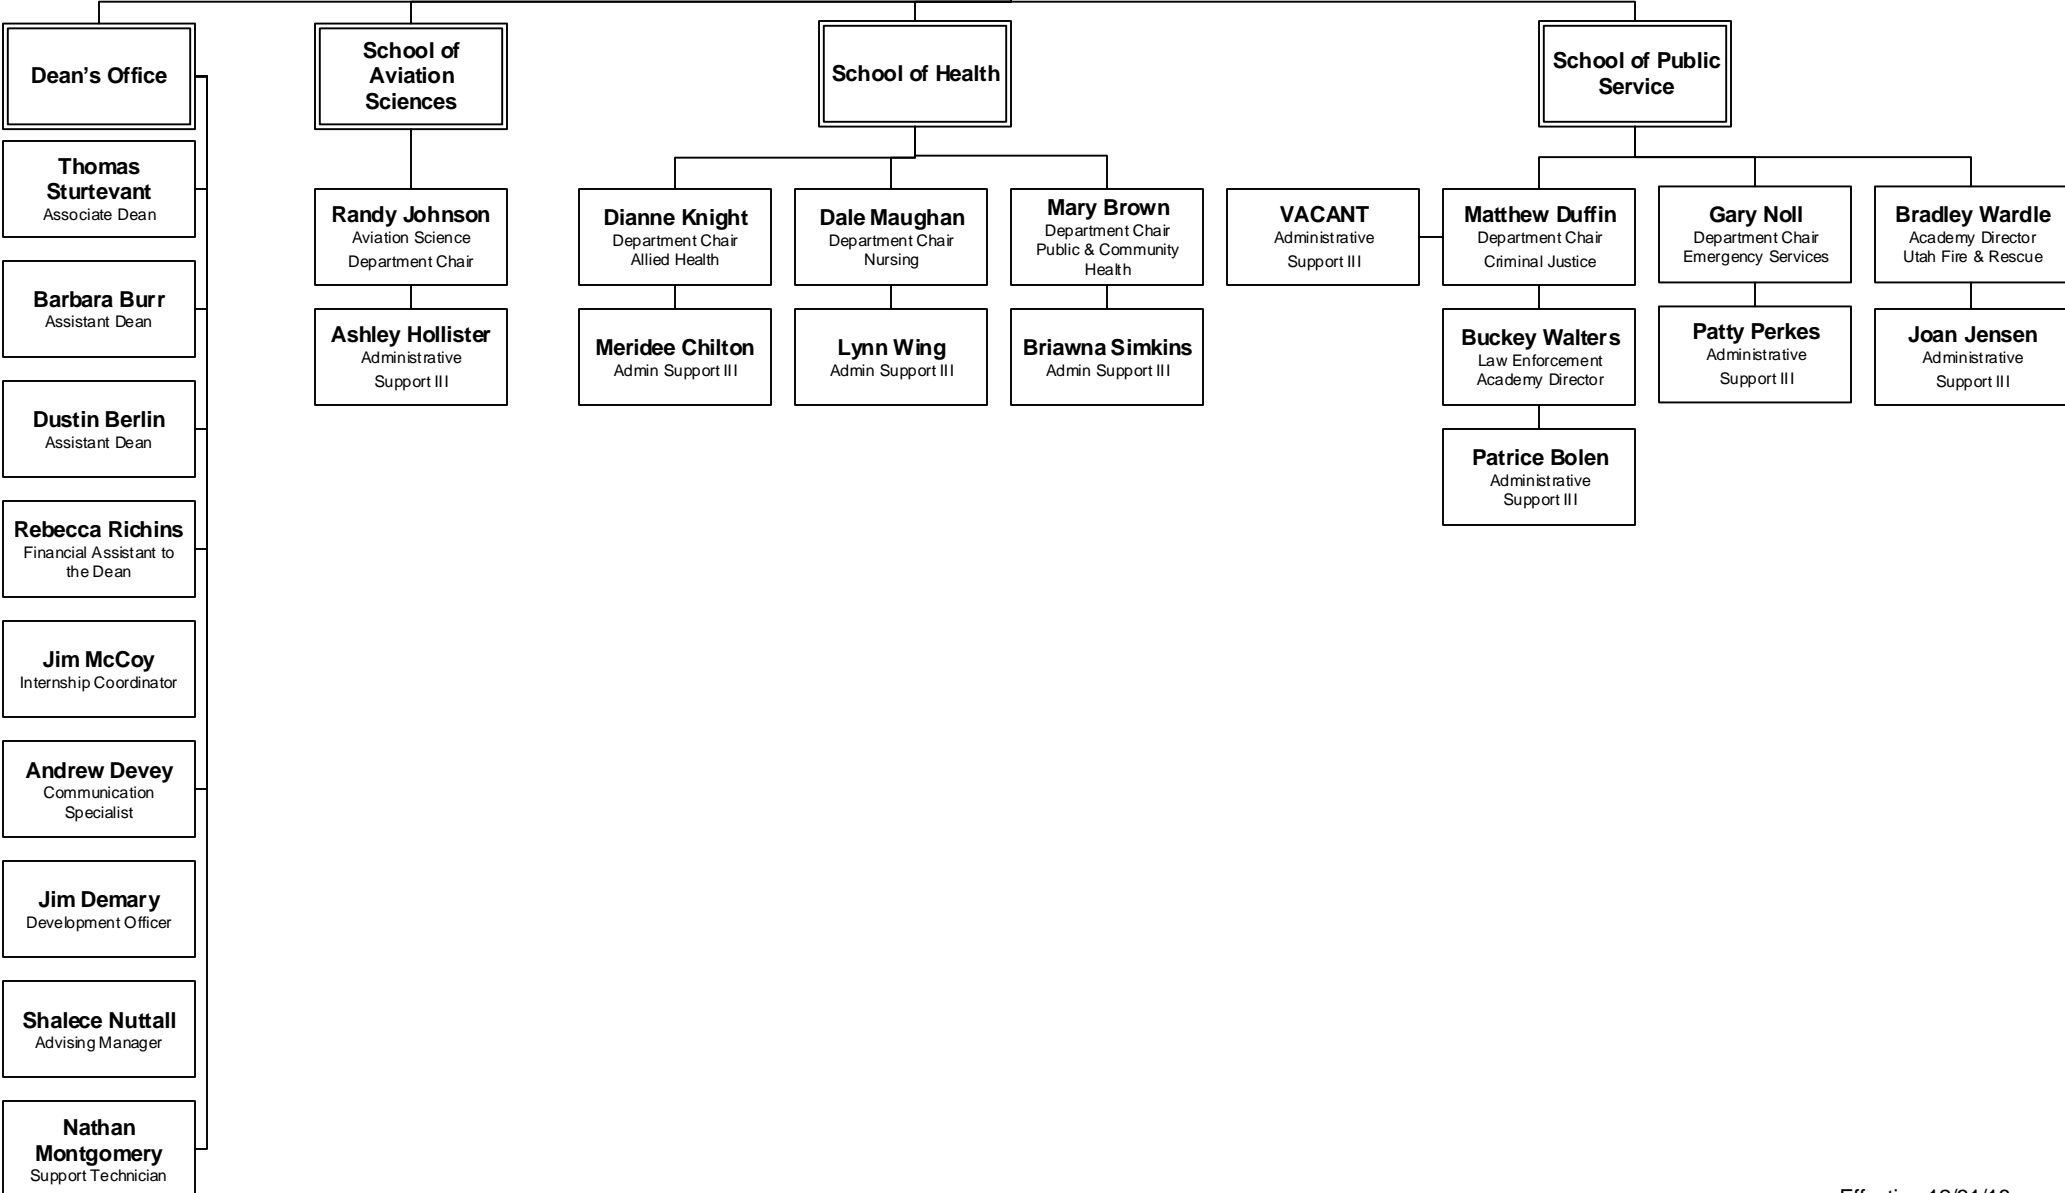 Dean’s Office
School of
Aviation
Sciences
School of Health
School of Public
Service
Thomas
Sturtevant
Associate Dean
Barbara Burr
Assistant Dean
Dustin Berlin
Assistant Dean
Rebecca Richins
Financial Assistant to
the Dean
Jim McCoy
Internship Coordinator
Andrew Devey
Communication
Specialist
Jim Demary
Development Officer
Shalece Nuttall
Advising Manager
Nathan
Montgomery
Support Technician
Randy Johnson
Aviation Science
Department Chair
Ashley Hollister
Administrative
Support III
Dianne Knight
Department Chair
Allied Health
Meridee Chilton
Admin Support III
Dale Maughan
Department Chair
Nursing
Lynn Wing
Admin Support III
Mary Brown
Department Chair
Public & Community
Health
Briawna Simkins
Admin Support III
VACANT
Administrative
Support III
Matthew Duffin
Department Chair
Criminal Justice
Buckey Walters
Law Enforcement
Academy Director
Patrice Bolen
Administrative
Support III
Gary Noll
Department Chair
Emergency Services
Patty Perkes
Administrative
Support III
Bradley Wardle
Academy Director
Utah Fire & Rescue
Joan Jensen
Administrative
Support III